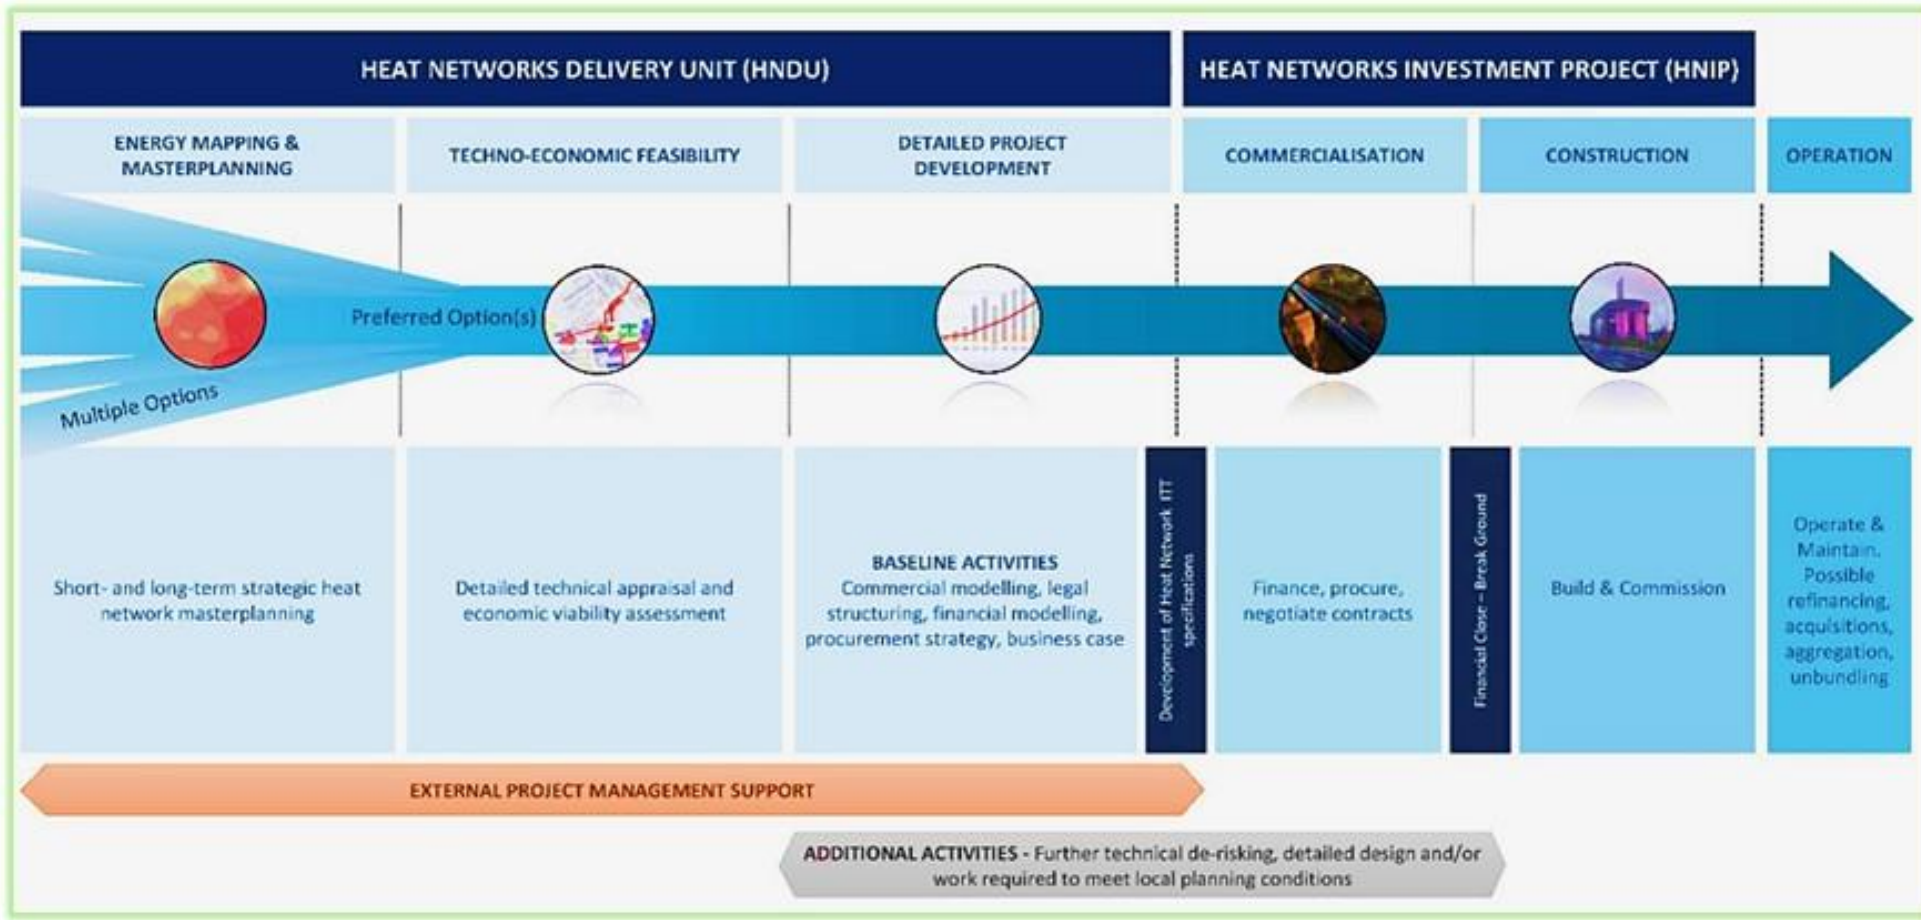 HEAT NETWORKS DELIVERY UNIT (HNDU)
HEAT NETWORKS INVESTMENT PROJECT (HNIP)
ENERGY MAPPING &
MASTERPLANNING
TECHNO-ECONOMIC FEASIBILITY
DETAILED PROJECT
DEVELOPMENT
COMMERCIALISATION
CONSTRUCTION
OPERATION
Preferred Option(s)
Multiple Options
Short- and long-term strategic heat
network masterplanning
Detailed technical appraisal and
economic viability assessment
BASELINE ACTIVITIES
Commercial modelling, legal
structuring, financial modelling,
procurement strategy, business case
Development of Heat Network ITT
specifications
Finance, procure,
negotiate contracts
Financial Close – Break Ground
Build & Commission
Operate &
Maintain.
Possible
refinancing,
acquisitions,
aggregation,
unbundling
EXTERNAL PROJECT MANAGEMENT SUPPORT
ADDITIONAL ACTIVITIES - Further technical de-risking, detailed design and/or
work required to meet local planning conditions